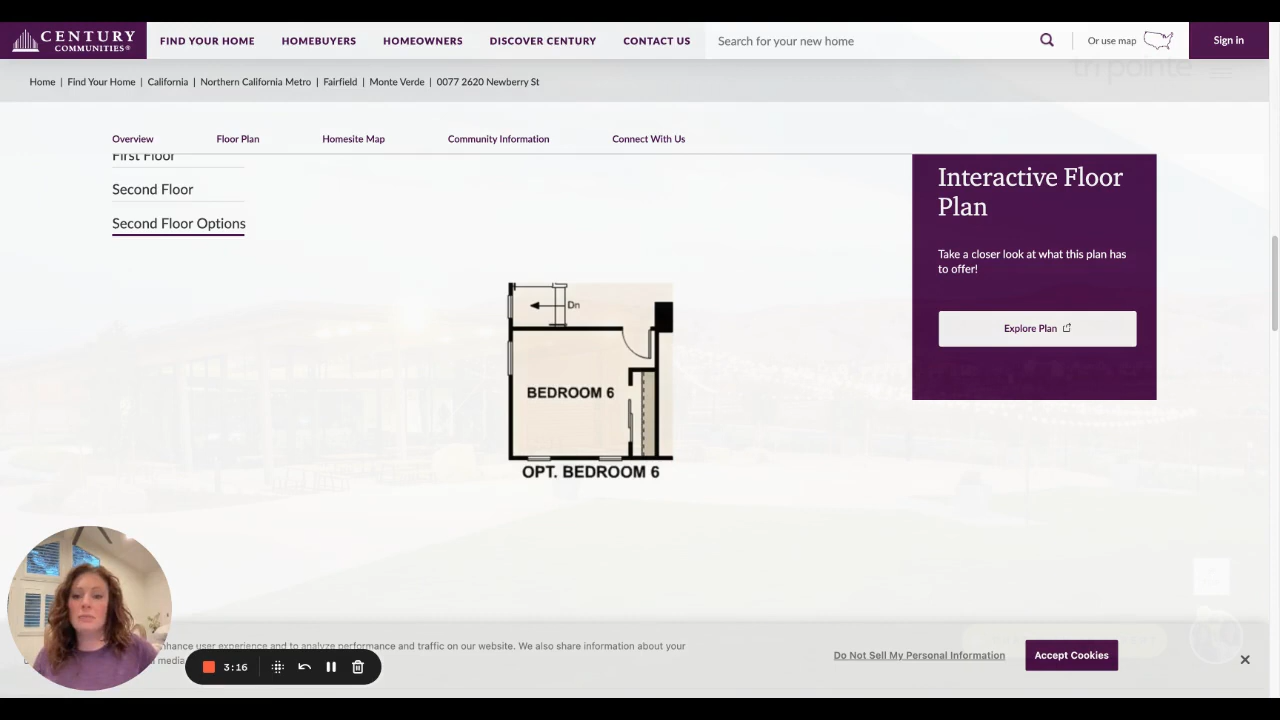 CENTURY
COMMUNITIES®
FIND YOUR HOME
HOMEBUYERS
HOMEOWNERS
DISCOVER CENTURY
CONTACT US
Search for your new home
Or use map
Sign in
tri pointe
Home | Find Your Home | California | Northern California Metro | Fairfield | Monte Verde | 0077 2620 Newberry St
Overview
Floor Plan
Homesite Map
Community Information
Connect With Us
First Floor
Second Floor
Second Floor Options
Interactive Floor
Plan
Take a closer look at what this plan has
to offer!
Explore Plan
Dn
BEDROOM 6
OPT. BEDROOM 6
user experience and to analyze performance and traffic on our website. We also share information about your
media
Do Not Sell My Personal Information
Accept Cookies
3:16